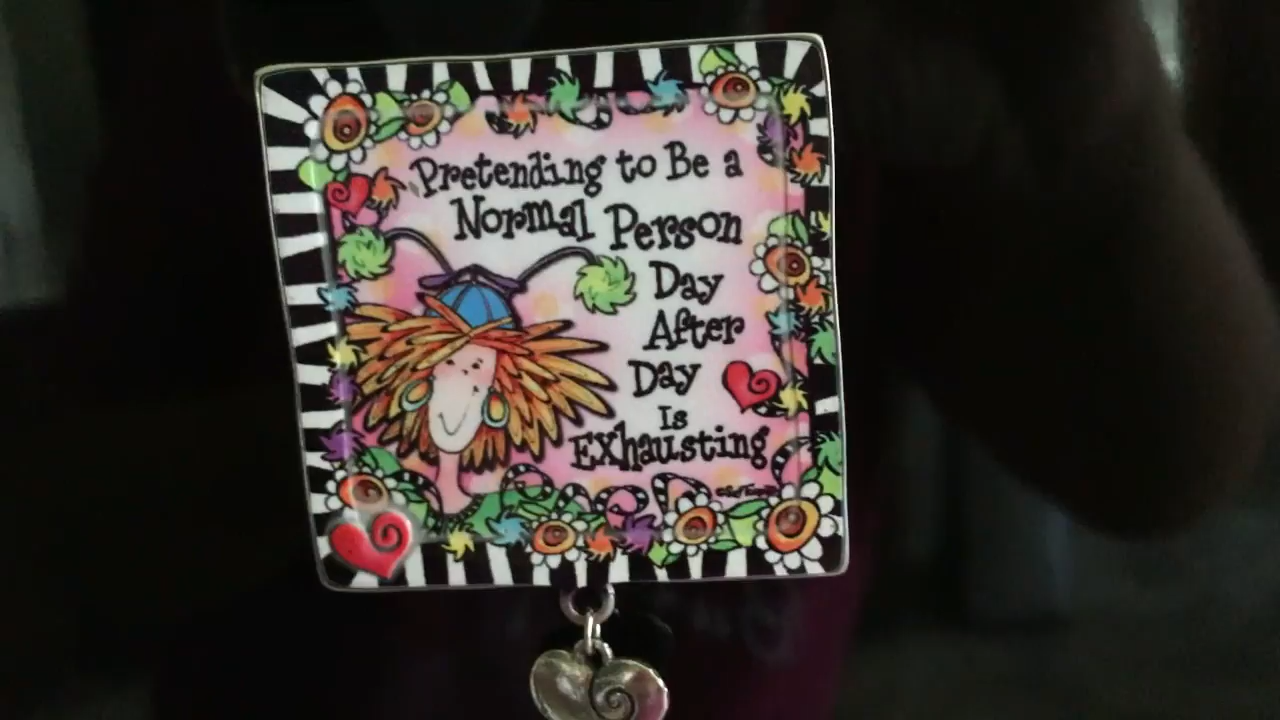 Pretending to Be a
Normal Person
Day
After
Day
Is
Exhausting